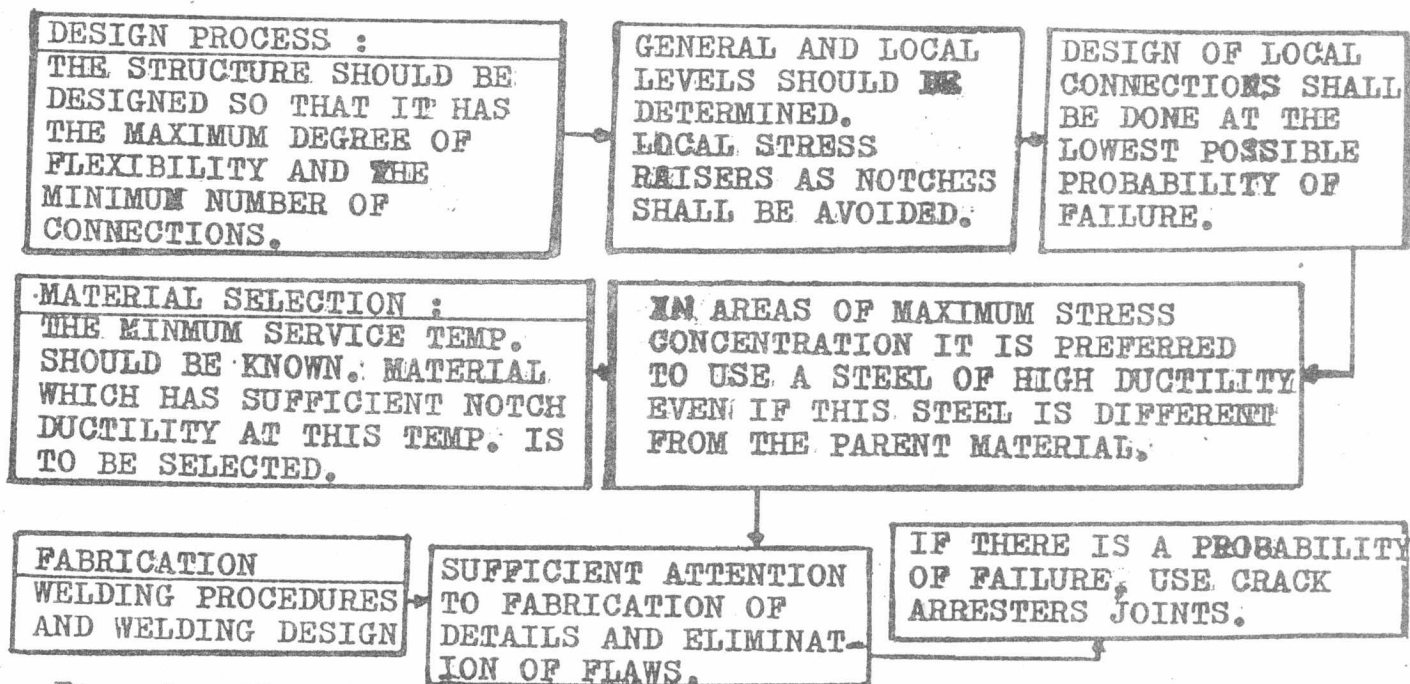 DESIGN PROCESS :
THE STRUCTURE SHOULD BE
DESIGNED SO THAT IT HAS
THE MAXIMUM DEGREE OF
FLEXIBILITY AND THE
MINIMUM NUMBER OF
CONNECTIONS.
GENERAL AND LOCAL
LEVELS SHOULD BE
DETERMINED.
LOCAL STRESS
RAISERS AS NOTCHES
SHALL BE AVOIDED.
DESIGN OF LOCAL
CONNECTIONS SHALL
BE DONE AT THE
LOWEST POSSIBLE
PROBABILITY OF
FAILURE.
MATERIAL SELECTION :
THE MINMUM SERVICE TEMP.
SHOULD BE KNOWN. MATERIAL
WHICH HAS SUFFICIENT NOTCH
DUCTILITY AT THIS TEMP. IS
TO BE SELECTED.
IN AREAS OF MAXIMUM STRESS
CONCENTRATION IT IS PREFERRED
TO USE A STEEL OF HIGH DUCTILITY
EVEN IF THIS STEEL IS DIFFERENT
FROM THE PARENT MATERIAL.
FABRICATION
WELDING PROCEDURES
AND WELDING DESIGN
SUFFICIENT ATTENTION
TO FABRICATION OF
DETAILS AND ELIMINAT-
ION OF FLAWS.
IF THERE IS A PROBABILITY
OF FAILURE, USE CRACK
ARRESTERS JOINTS.